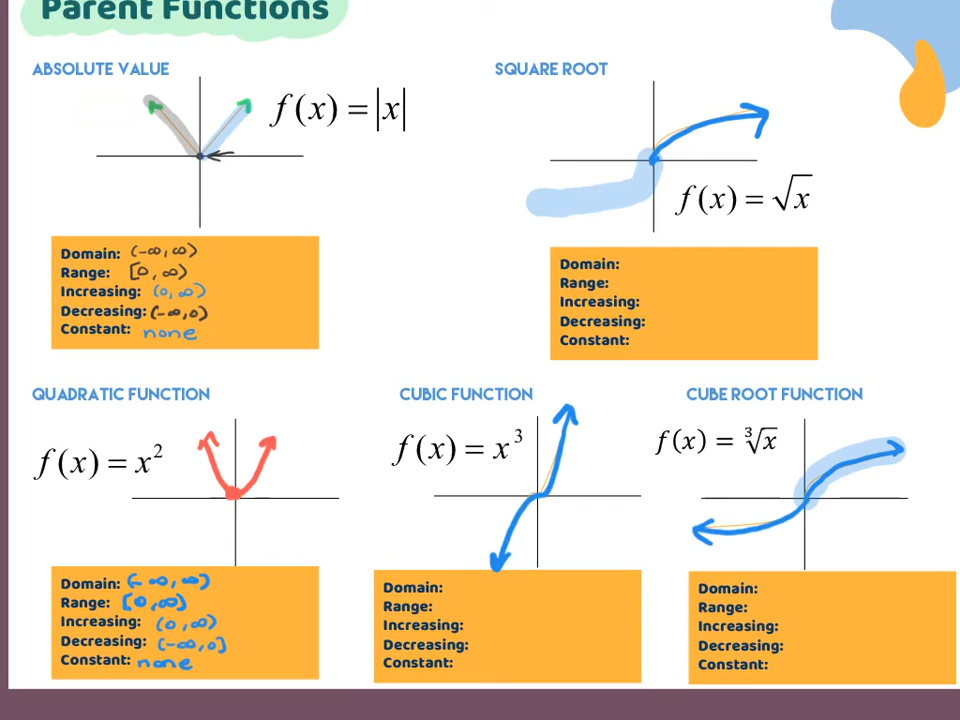 Parent Functions
ABSOLUTE VALUE
f(x) = |x|
Domain: (-∞, ∞)
Range: [0, ∞)
Increasing: (0, ∞)
Decreasing: (-∞, 0)
Constant: none
SQUARE ROOT
f(x) = √x
Domain:
Range:
Increasing:
Decreasing:
Constant:
QUADRATIC FUNCTION
f(x) = x²
Domain: (-∞, ∞)
Range: [0, ∞)
Increasing: (0, ∞)
Decreasing: (-∞, 0]
Constant: none
CUBIC FUNCTION
f(x) = x³
Domain:
Range:
Increasing:
Decreasing:
Constant:
CUBE ROOT FUNCTION
f(x) = ∛x
Domain:
Range:
Increasing:
Decreasing:
Constant: